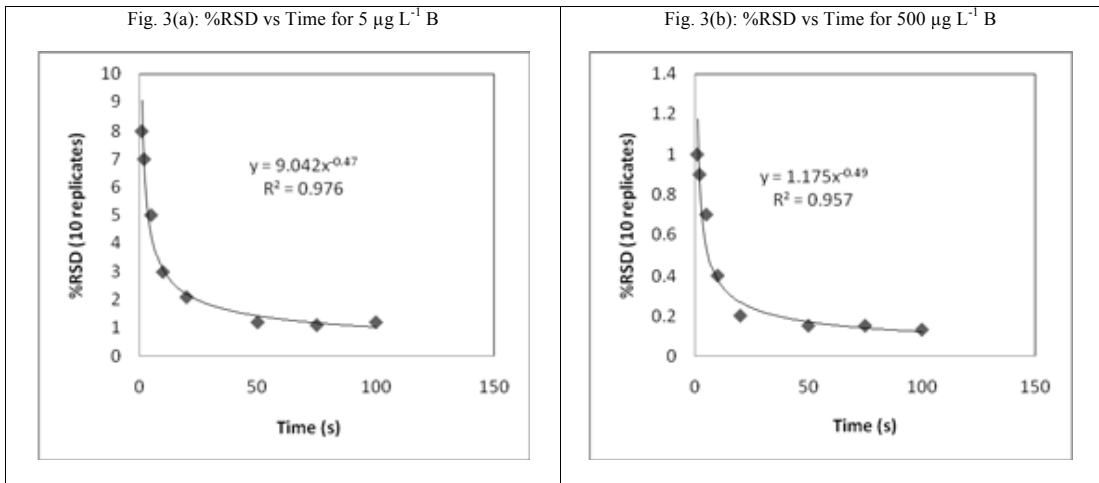 Fig. 3(a): %RSD vs Time for 5 µg L-1 B
10
9
8
7
6
5
4
3
2
1
0
%RSD (10 replicates)
y = 9.042x-0.47
R² = 0.976
0 50 100 150
Time (s)
Fig. 3(b): %RSD vs Time for 500 µg L-1 B
1.4
1.2
1
0.8
0.6
0.4
0.2
0
%RSD (10 replicates)
y = 1.175x-0.49
R² = 0.957
0 50 100 150
Time (s)